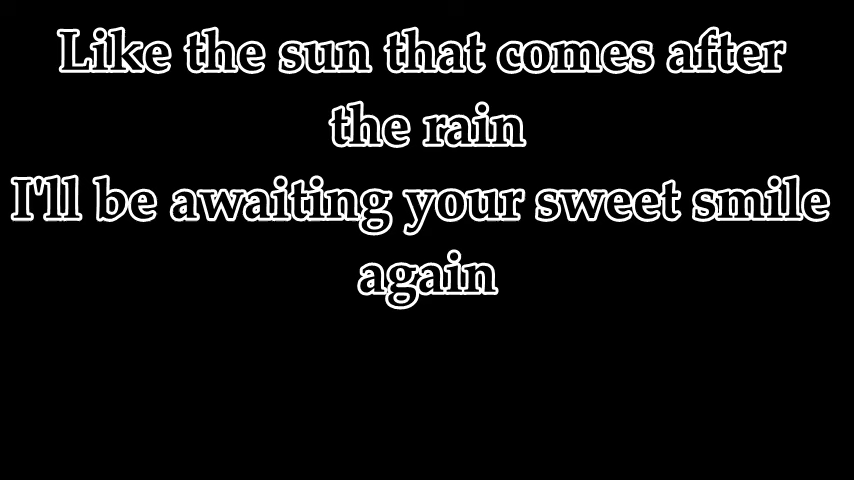 Like the sun that comes after
the rain
I'll be awaiting your sweet smile
again